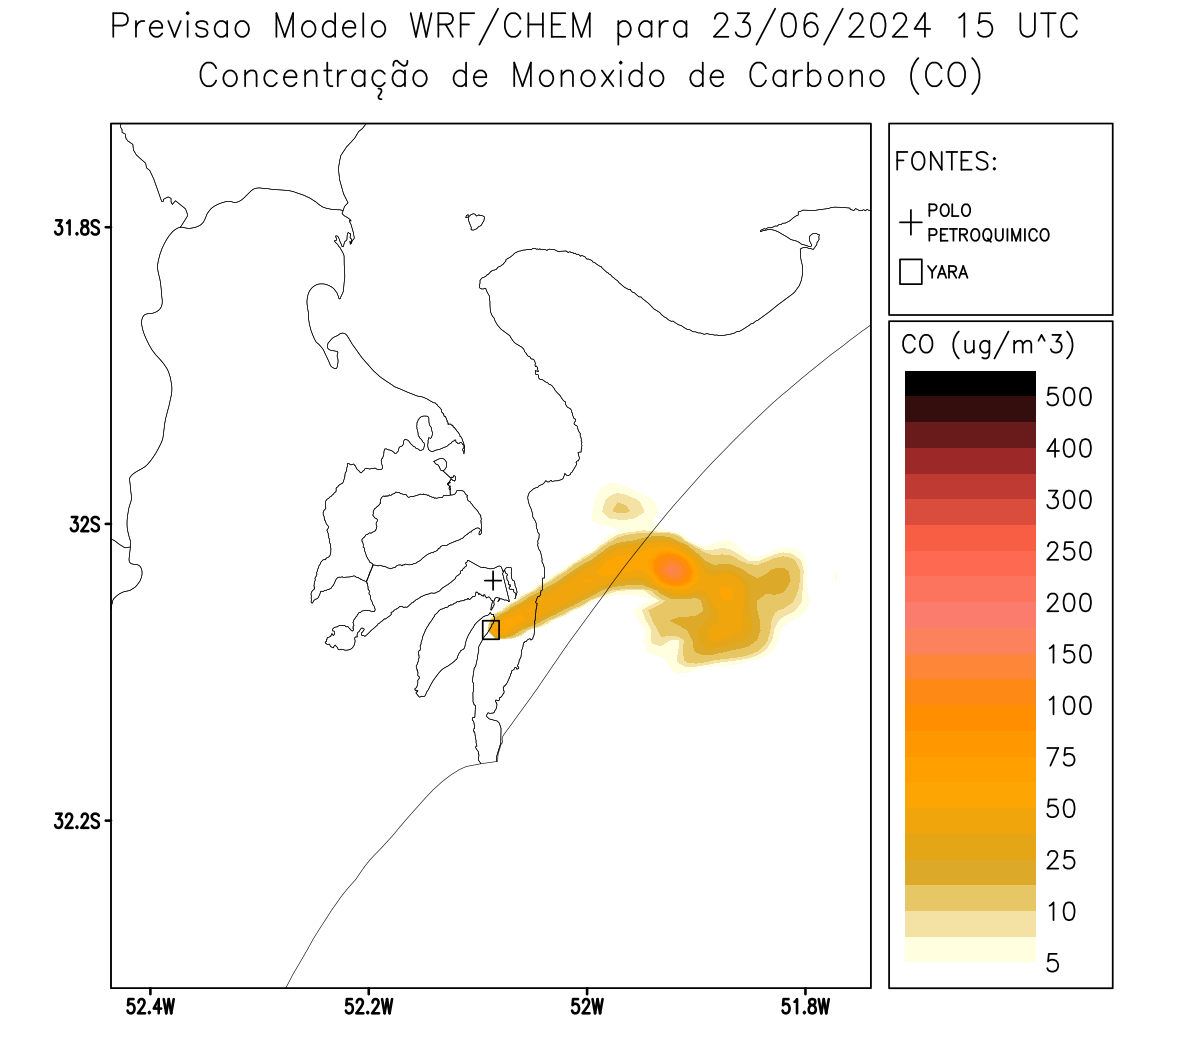 Previsao Modelo WRF/CHEM para 23/06/2024 15 UTC
Concentração de Monoxido de Carbono (CO)
FONTES:
POLO
PETROQUIMICO
YARA
CO (ug/m^3)
500
400
300
250
200
150
100
75
50
25
10
5
31.8S
32S
32.2S
52.4W
52.2W
52W
51.8W